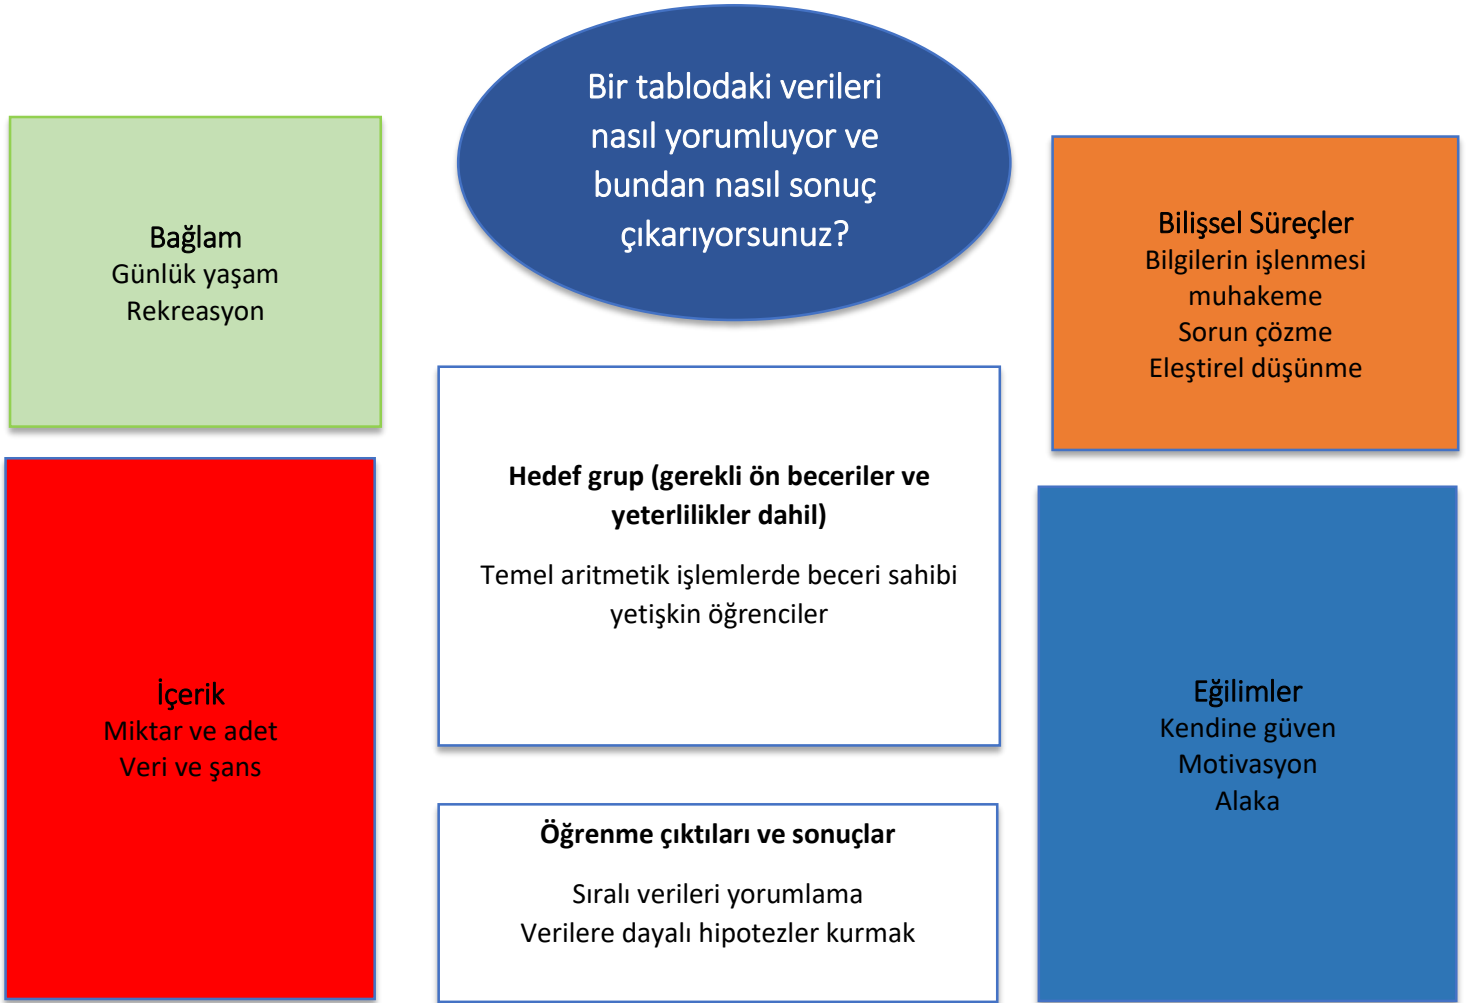 Bir tablodaki verileri
nasıl yorumluyor ve
bundan nasıl sonuç
çıkarıyorsunuz?
Bağlam
Günlük yaşam
Rekreasyon
Bilişsel Süreçler
Bilgilerin işlenmesi
muhakeme
Sorun çözme
Eleştirel düşünme
Hedef grup (gerekli ön beceriler ve
yeterlilikler dahil)
Temel aritmetik işlemlerde beceri sahibi
yetişkin öğrenciler
İçerik
Miktar ve adet
Veri ve şans
Eğilimler
Kendine güven
Motivasyon
Alaka
Öğrenme çıktıları ve sonuçlar
Sıralı verileri yorumlama
Verilere dayalı hipotezler kurmak